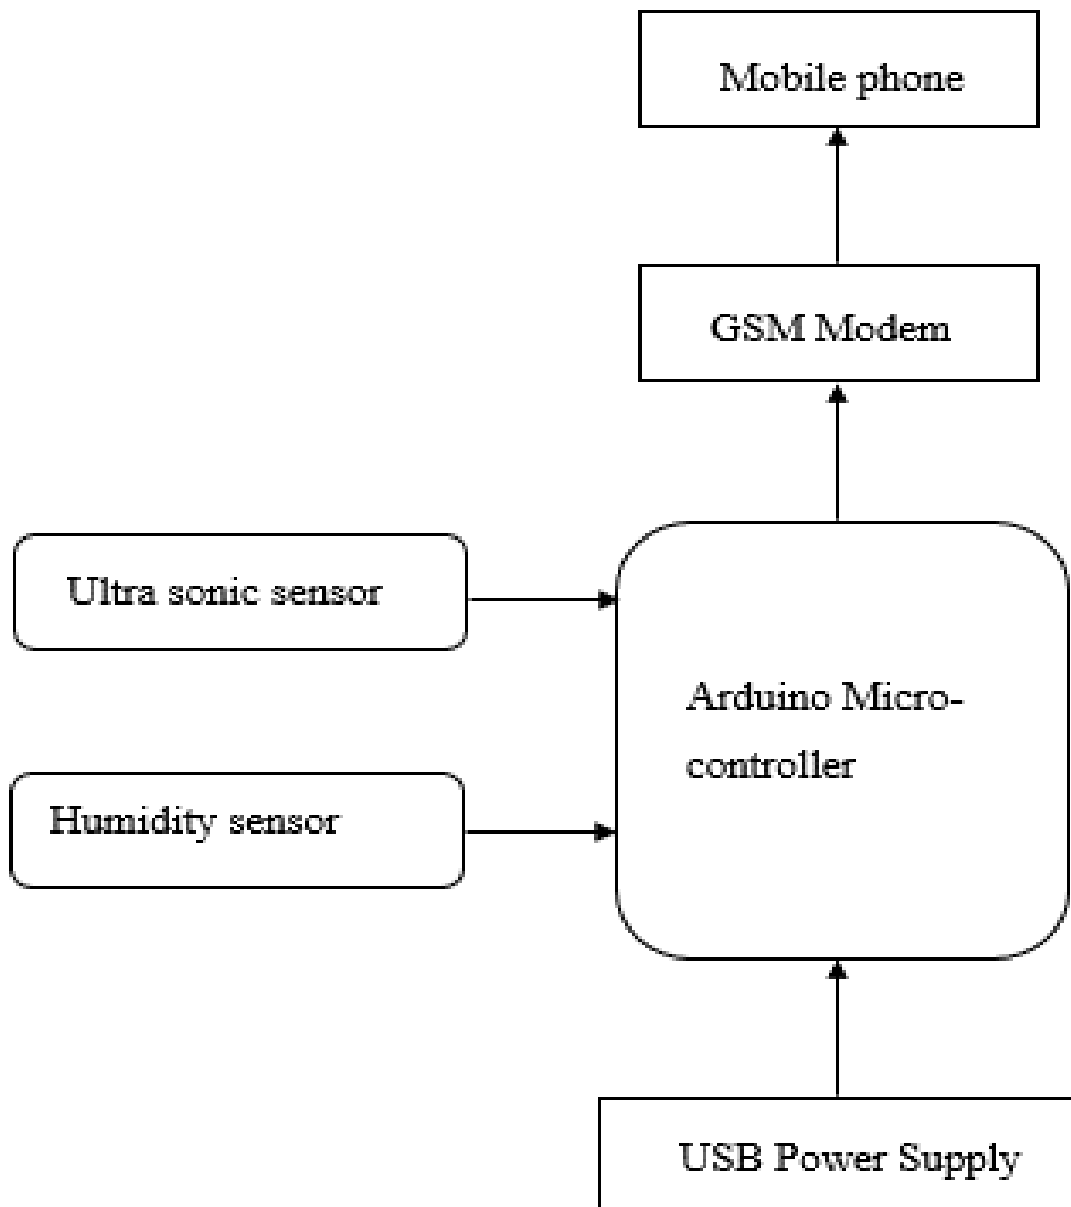 Mobile phone
GSM Modem
Ultra sonic sensor
Arduino Micro-
controller
Humidity sensor
USB Power Supply